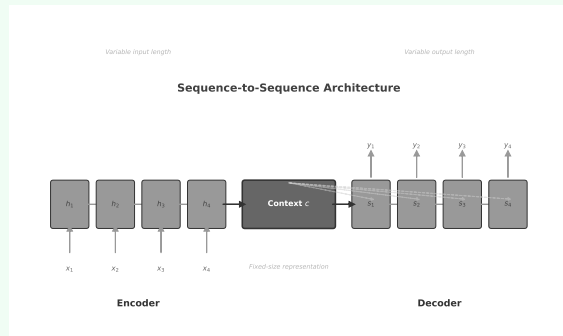 Variable input length
Variable output length
Sequence-to-Sequence Architecture
y₁ y₂ y₃ y₄
h₁ h₂ h₃ h₄ Context c s₁ s₂ s₃ s₄
x₁ x₂ x₃ x₄
Fixed-size representation
Encoder
Decoder